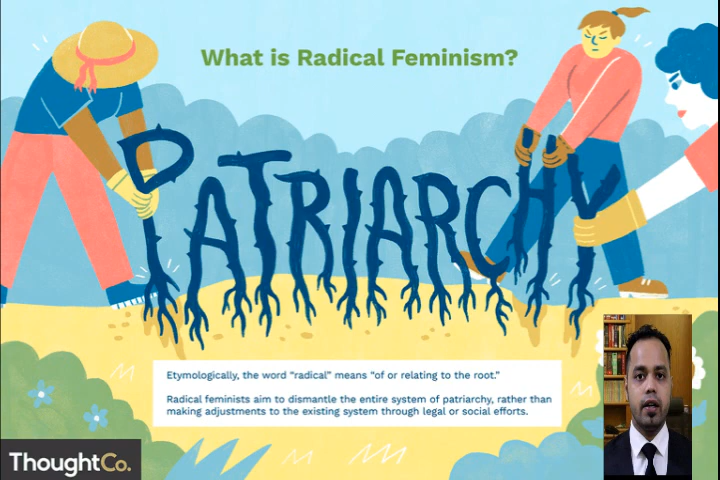 What is Radical Feminism?
PATRIARCHY
Etymologically, the word "radical" means "of or relating to the root."
Radical feminists aim to dismantle the entire system of patriarchy, rather than
making adjustments to the existing system through legal or social efforts.
ThoughtCo.